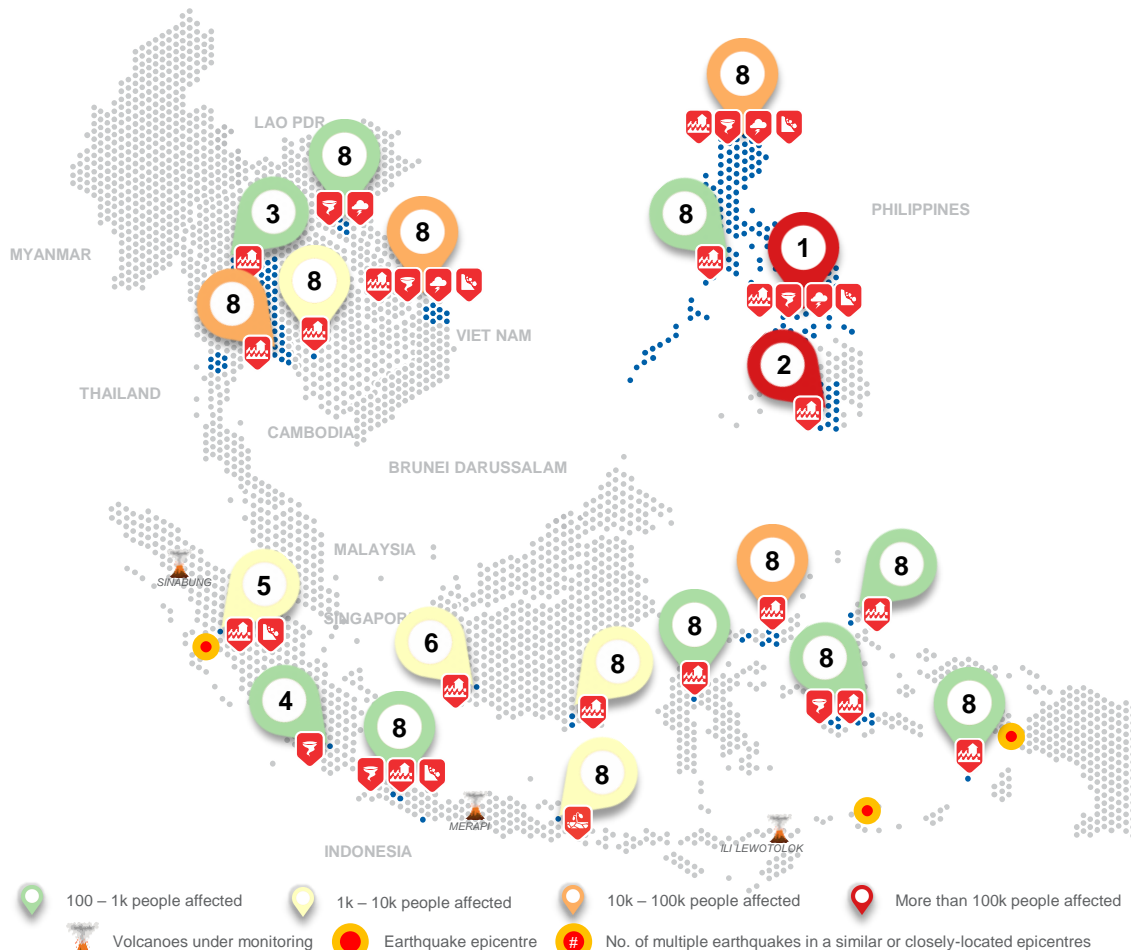 8
LAO PDR
8
3
8
PHILIPPINES
8
8
1
MYANMAR
8
8
VIET NAM
2
THAILAND
CAMBODIA
BRUNEI DARUSSALAM
MALAYSIA
SINABUNG
5
8
8
SINGAPOR
6
8
8
8
4
8
8
8
MERAPI
ILI LEWOTOLOK
INDONESIA
100 – 1k people affected
1k – 10k people affected
10k – 100k people affected
More than 100k people affected
Volcanoes under monitoring
Earthquake epicentre
# No. of multiple earthquakes in a similar or closely-located epicentres